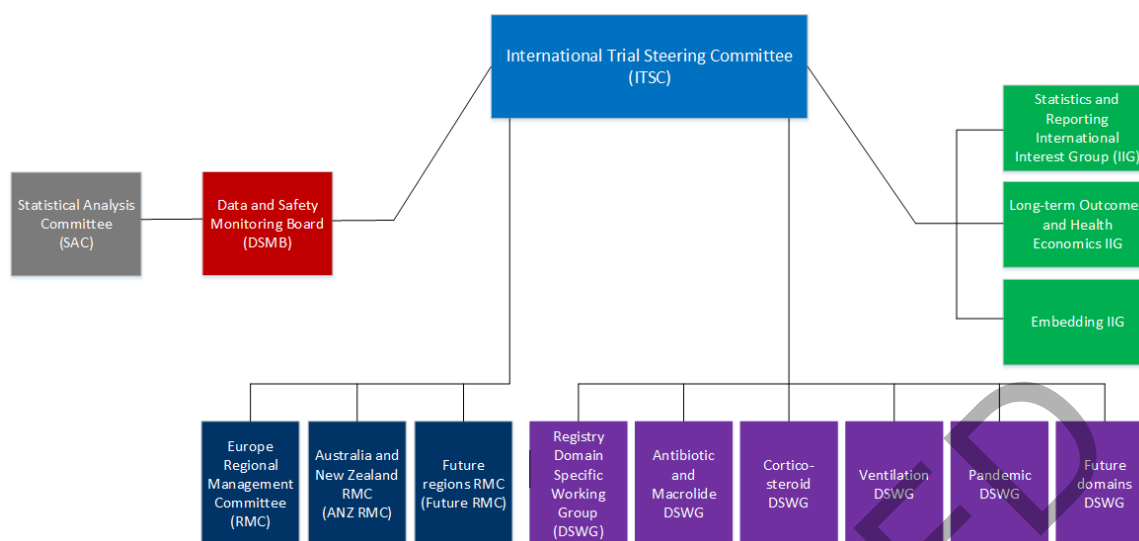 International Trial Steering Committee
(ITSC)
Statistics and
Reporting
International
Interest Group (IIG)
Statistical Analysis
Committee
(SAC)
Data and Safety
Monitoring Board
(DSMB)
Long-term Outcomes
and Health
Economics IIG
Embedding IIG
Europe
Regional
Management
Committee
(RMC)
Australia and
New Zealand
RMC
(ANZ RMC)
Future
regions RMC
(Future RMC)
Registry
Domain
Specific
Working
Group
(DSWG)
Antibiotic
and
Macrolide
DSWG
Cortico-
steroid
DSWG
Ventilation
DSWG
Pandemic
DSWG
Future
domains
DSWG